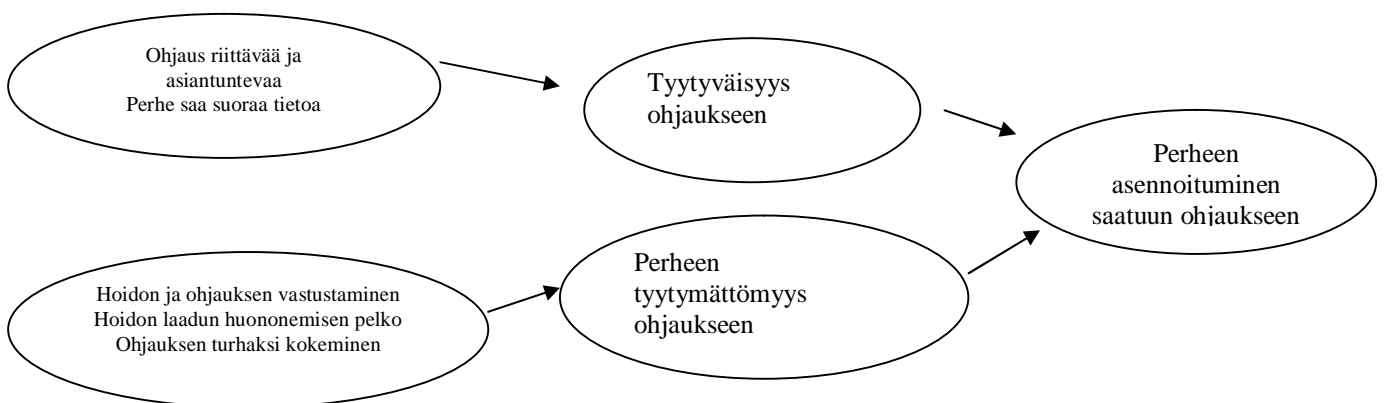 Ohjaus riittävää ja
asiantuntevaa
Perhe saa suoraa tietoa
Tyytyväisyys
ohjaukseen
Perheen
asennoituminen
saatuun ohjaukseen
Hoidon ja ohjauksen vastustaminen
Hoidon laadun huononemisen pelko
Ohjauksen turhaksi kokeminen
Perheen
tyytymättömyys
ohjaukseen